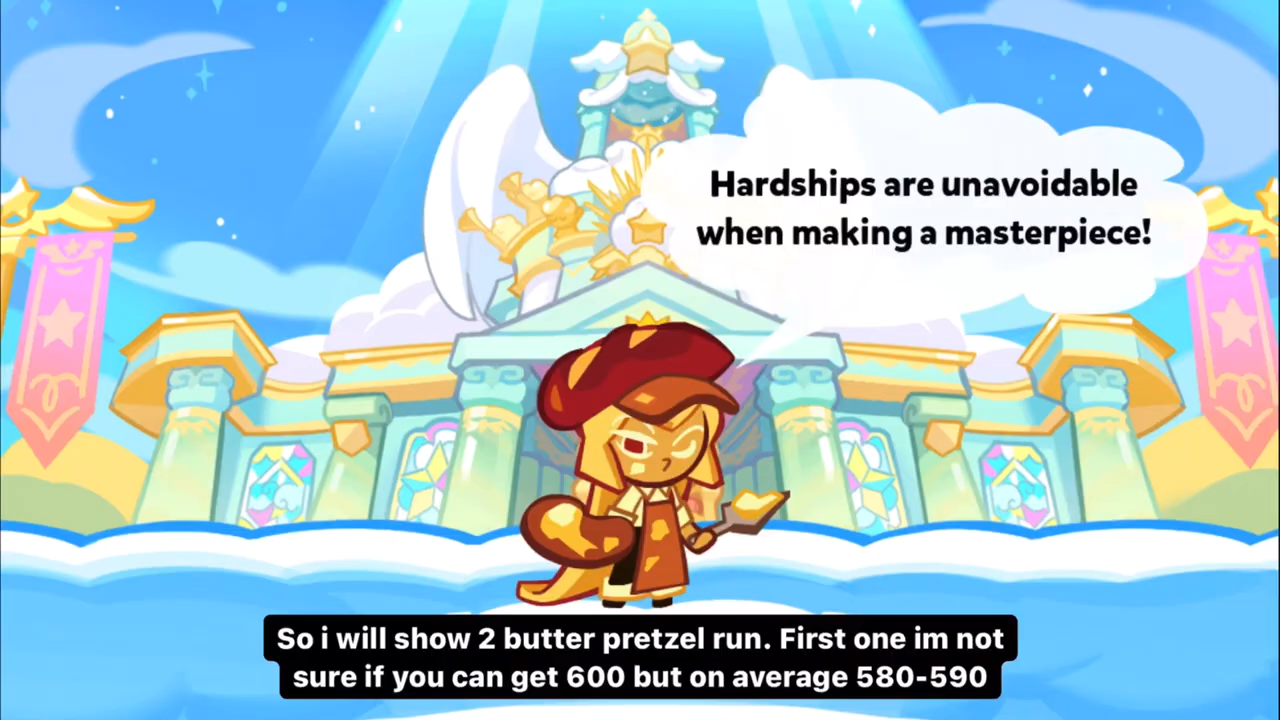 Hardships are unavoidable
when making a masterpiece!
So i will show 2 butter pretzel run. First one im not
sure if you can get 600 but on average 580-590